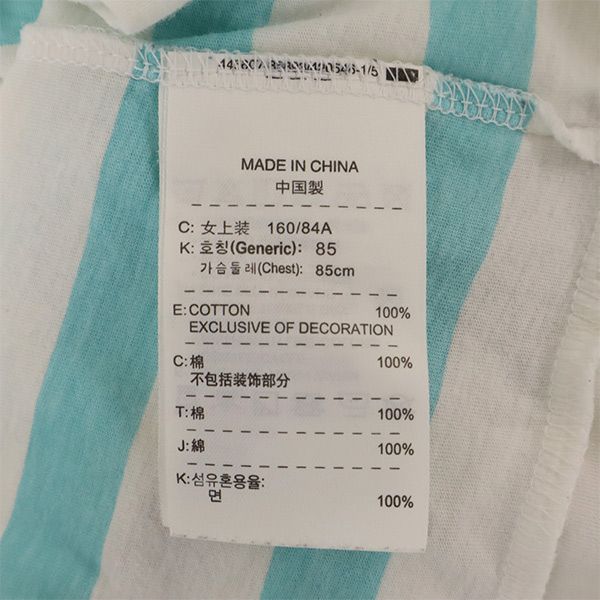 MADE IN CHINA
中国製
C: 女上装 160/84A
K: 호칭(Generic): 85
가슴둘레(Chest): 85cm
E: COTTON 100%
EXCLUSIVE OF DECORATION
C: 棉 100%
不包括装饰部分
T: 棉 100%
J: 綿 100%
K: 섬유혼용율:
면 100%